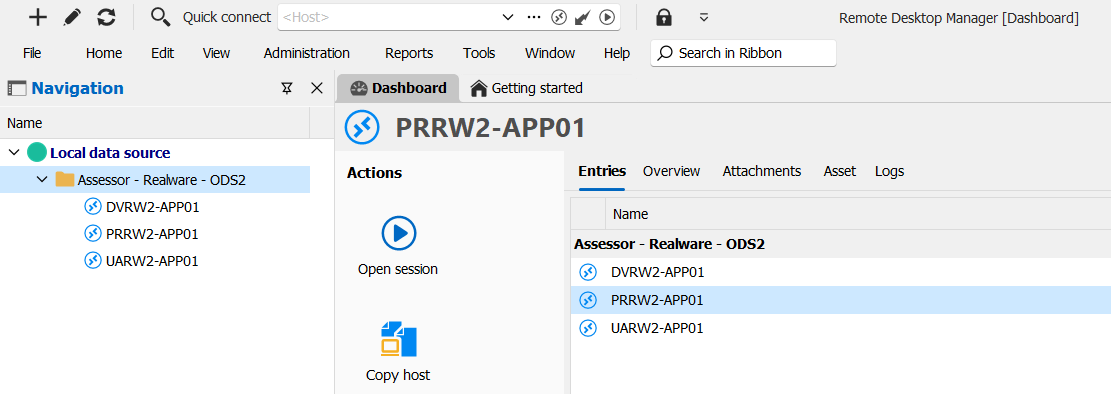 Quick connect <Host> Remote Desktop Manager [Dashboard]
File Home Edit View Administration Reports Tools Window Help Search in Ribbon
Navigation
Dashboard Getting started
Name
PRRW2-APP01
Local data source
Assessor - Realware - ODS2
DVRW2-APP01
PRRW2-APP01
UARW2-APP01
Actions
Open session
Copy host
Entries Overview Attachments Asset Logs
Name
Assessor - Realware - ODS2
DVRW2-APP01
PRRW2-APP01
UARW2-APP01